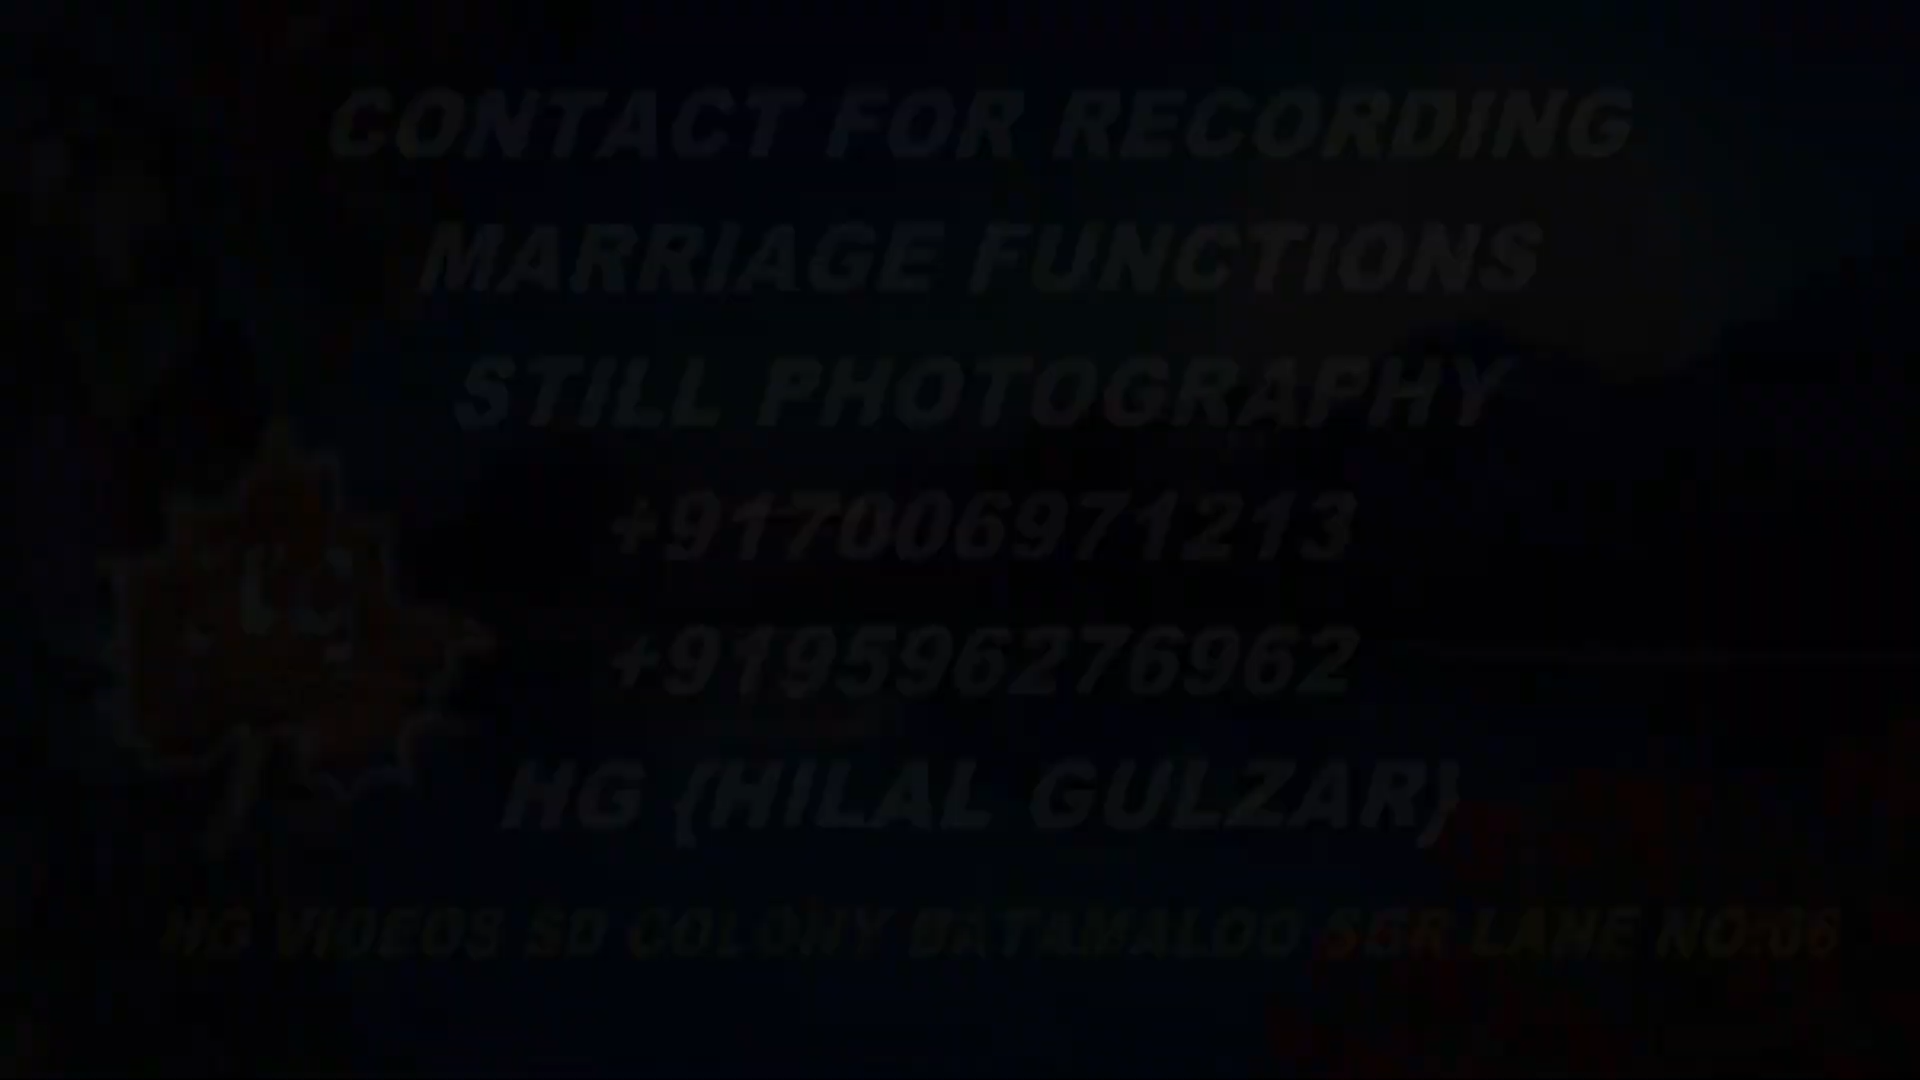 CONTACT FOR RECORDING
MARRIAGE FUNCTIONS
STILL PHOTOGRAPHY
+917006971213
+919596276962
HG {HILAL GULZAR}
HG VIDEOS SD COLONY BATAMALOO SGR LANE NO:06